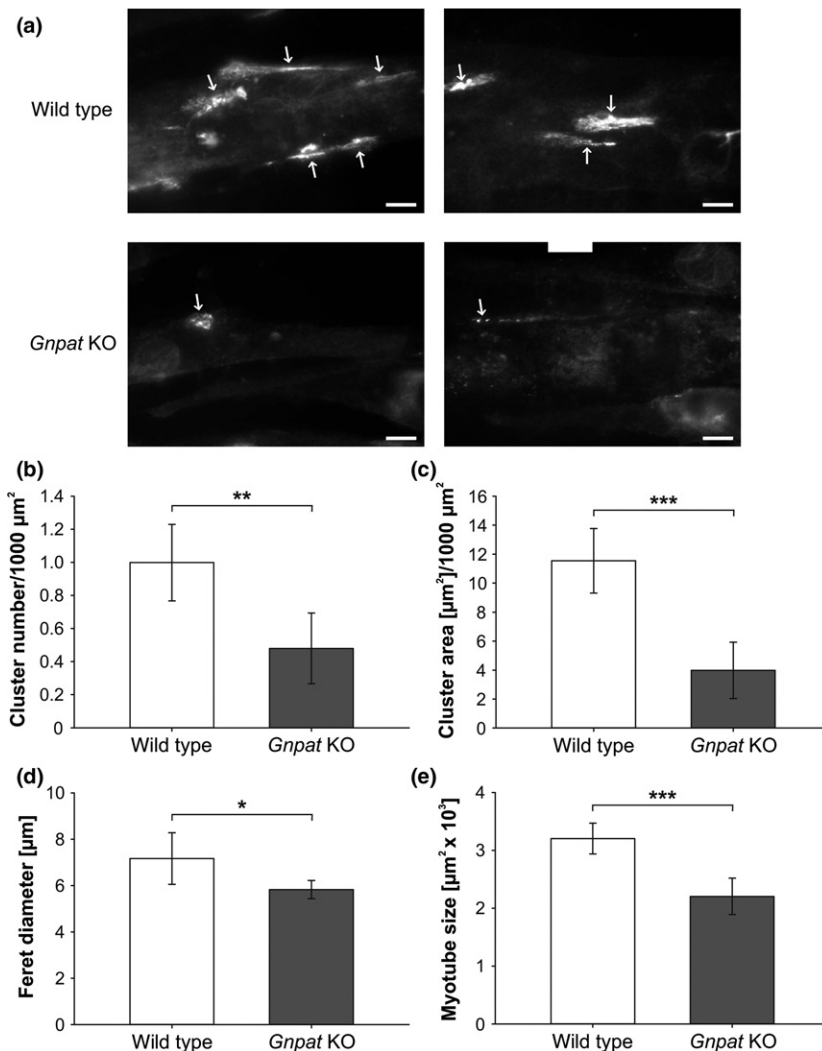 (a)
Wild type
Gnpat KO
(b)
Cluster number/1000 µm²
1.2
1.0
0.8
0.6
0.4
0.2
0
**
Wild type
Gnpat KO
(c)
Cluster area [µm²]/1000 µm²
16
14
12
10
8
6
4
2
0
***
Wild type
Gnpat KO
(d)
Feret diameter [µm]
10
8
6
4
2
0
*
Wild type
Gnpat KO
(e)
Myotube size [µm² x 10³]
4
3
2
1
0
***
Wild type
Gnpat KO